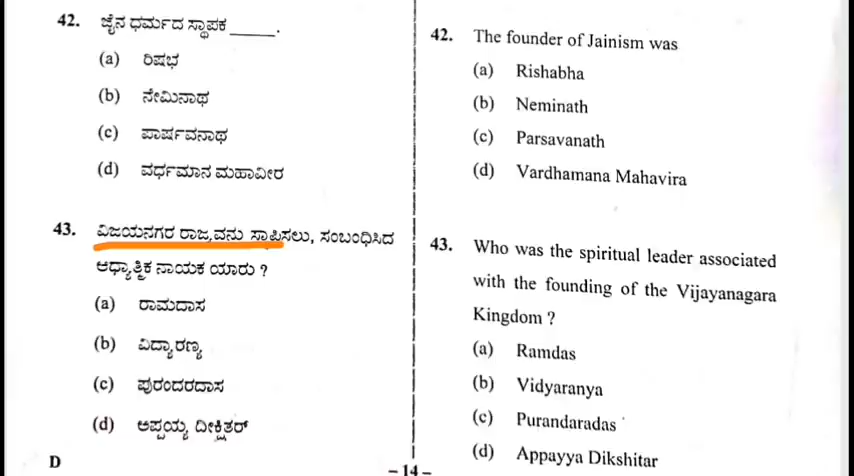 42. ಜೈನ ಧರ್ಮದ ಸ್ಥಾಪಕ ______.
(a) ರಿಷಭ
(b) ನೇಮಿನಾಥ
(c) ಪಾರ್ಷವನಾಥ
(d) ವರ್ಧಮಾನ ಮಹಾವೀರ
43. ವಿಜಯನಗರ ರಾಜ್ಯವನು ಸ್ಥಾಪಿಸಲು, ಸಂಬಂಧಿಸಿದ
ಆಧ್ಯಾತ್ಮಿಕ ನಾಯಕ ಯಾರು ?
(a) ರಾಮದಾಸ
(b) ವಿದ್ಯಾರಣ್ಯ
(c) ಪುರಂದರದಾಸ
(d) ಅಪ್ಪಯ್ಯ ದೀಕ್ಷಿತರ್
D
42. The founder of Jainism was
(a) Rishabha
(b) Neminath
(c) Parsavanath
(d) Vardhamana Mahavira
43. Who was the spiritual leader associated
with the founding of the Vijayanagara
Kingdom ?
(a) Ramdas
(b) Vidyaranya
(c) Purandaradas
(d) Appayya Dikshitar
– 14 –